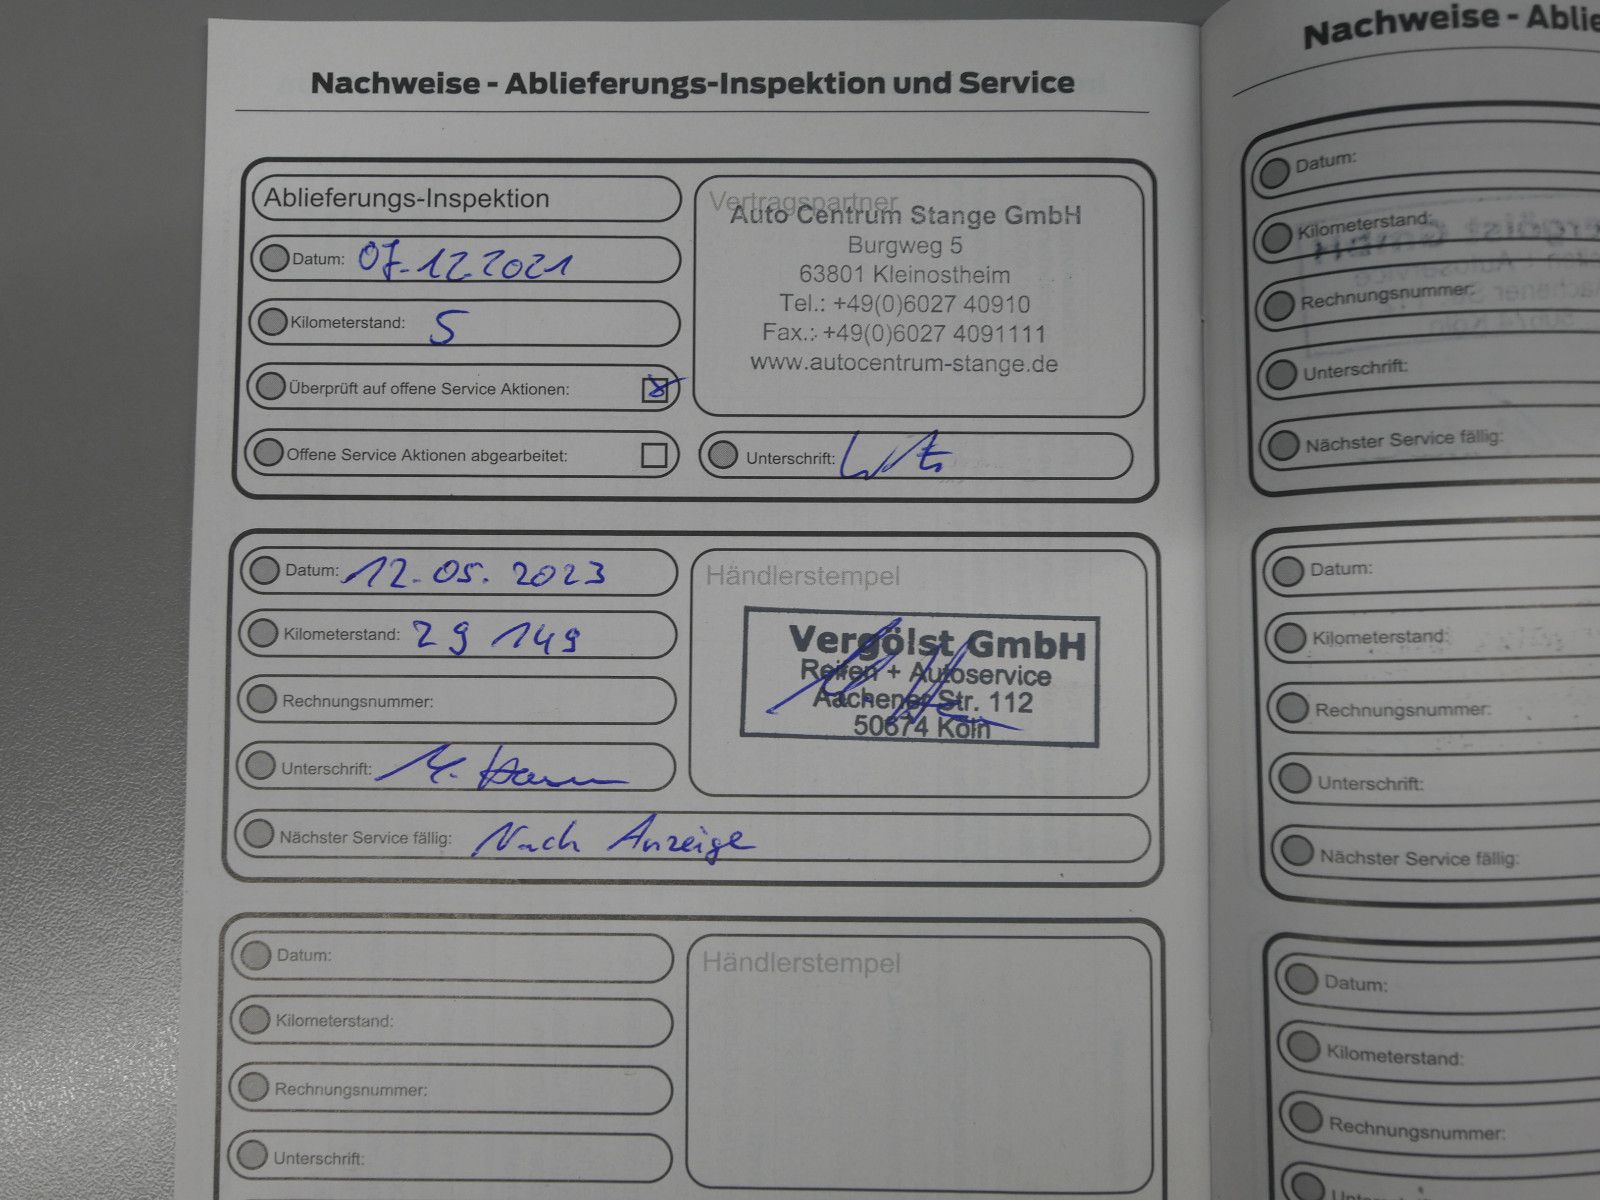 Nachweise - Ablieferungs-Inspektion und Service
Ablieferungs-Inspektion
Datum: 07.12.2021
Kilometerstand: 5
Überprüft auf offene Service Aktionen:
Offene Service Aktionen abgearbeitet:
Vertragspartner
Auto Centrum Stange GmbH
Burgweg 5
63801 Kleinostheim
Tel.: +49(0)6027 40910
Fax.: +49(0)6027 4091111
www.autocentrum-stange.de
Unterschrift:
Datum: 12.05.2023
Kilometerstand: 29 149
Rechnungsnummer:
Unterschrift:
Händlerstempel
Vergölst GmbH
Reifen + Autoservice
Aachener Str. 112
50674 Köln
Nächster Service fällig: Nach Anzeige
Datum:
Kilometerstand:
Rechnungsnummer:
Unterschrift:
Händlerstempel
Nachweise - Ablie
Datum:
Kilometerstand:
Rechnungsnummer:
Unterschrift:
Nächster Service fällig:
Datum:
Kilometerstand:
Rechnungsnummer:
Unterschrift:
Nächster Service fällig:
Datum:
Kilometerstand:
Rechnungsnummer: